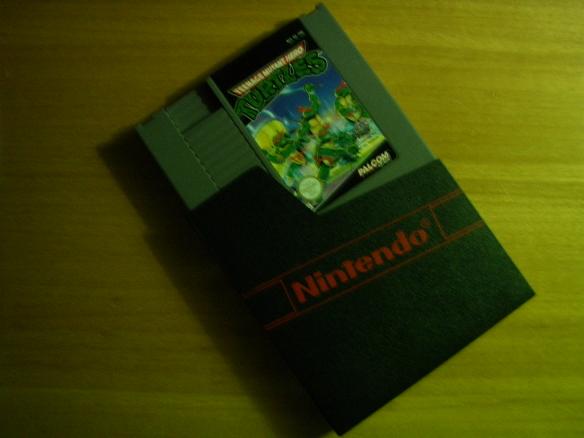 TEENAGE MUTANT HERO
TURTLES
PALCOM
Nintendo®